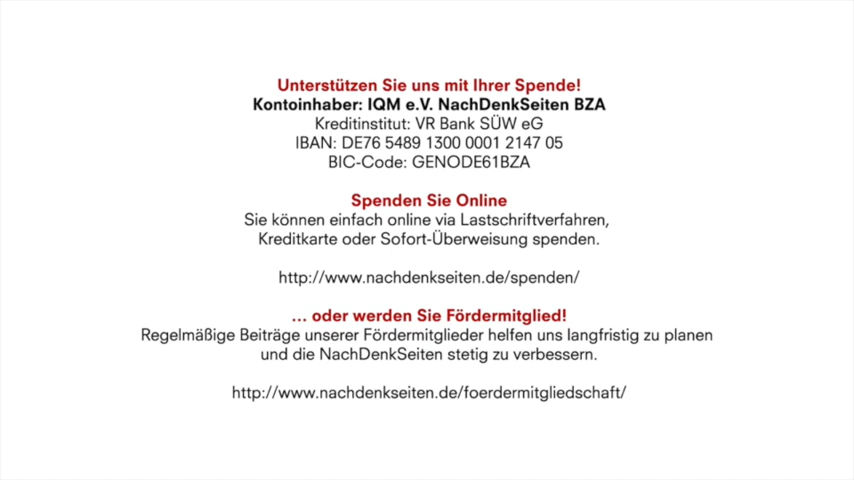 Unterstützen Sie uns mit Ihrer Spende!
Kontoinhaber: IQM e.V. NachDenkSeiten BZA
Kreditinstitut: VR Bank SÜW eG
IBAN: DE76 5489 1300 0001 2147 05
BIC-Code: GENODE61BZA
Spenden Sie Online
Sie können einfach online via Lastschriftverfahren,
Kreditkarte oder Sofort-Überweisung spenden.
http://www.nachdenkseiten.de/spenden/
... oder werden Sie Fördermitglied!
Regelmäßige Beiträge unserer Fördermitglieder helfen uns langfristig zu planen
und die NachDenkSeiten stetig zu verbessern.
http://www.nachdenkseiten.de/foerdermitgliedschaft/